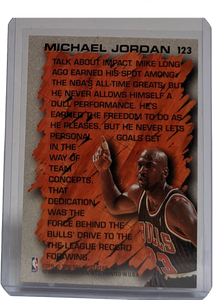 MICHAEL JORDAN 123
TALK ABOUT IMPACT. MIKE LONG
AGO EARNED HIS SPOT AMONG
THE NBA'S ALL-TIME GREATS, BUT
HE NEVER ALLOWS HIMSELF A
DULL PERFORMANCE. HE'S
EARNED THE FREEDOM TO DO AS
HE PLEASES, BUT HE NEVER LETS
PERSONAL GOALS GET
IN THE
WAY OF
TEAM
CONCEPTS.
THAT
DEDICATION
WAS THE
FORCE BEHIND THE
BULLS' DRIVE TO THE
THE LEAGUE RECORD
FOR WINS.
BULLS